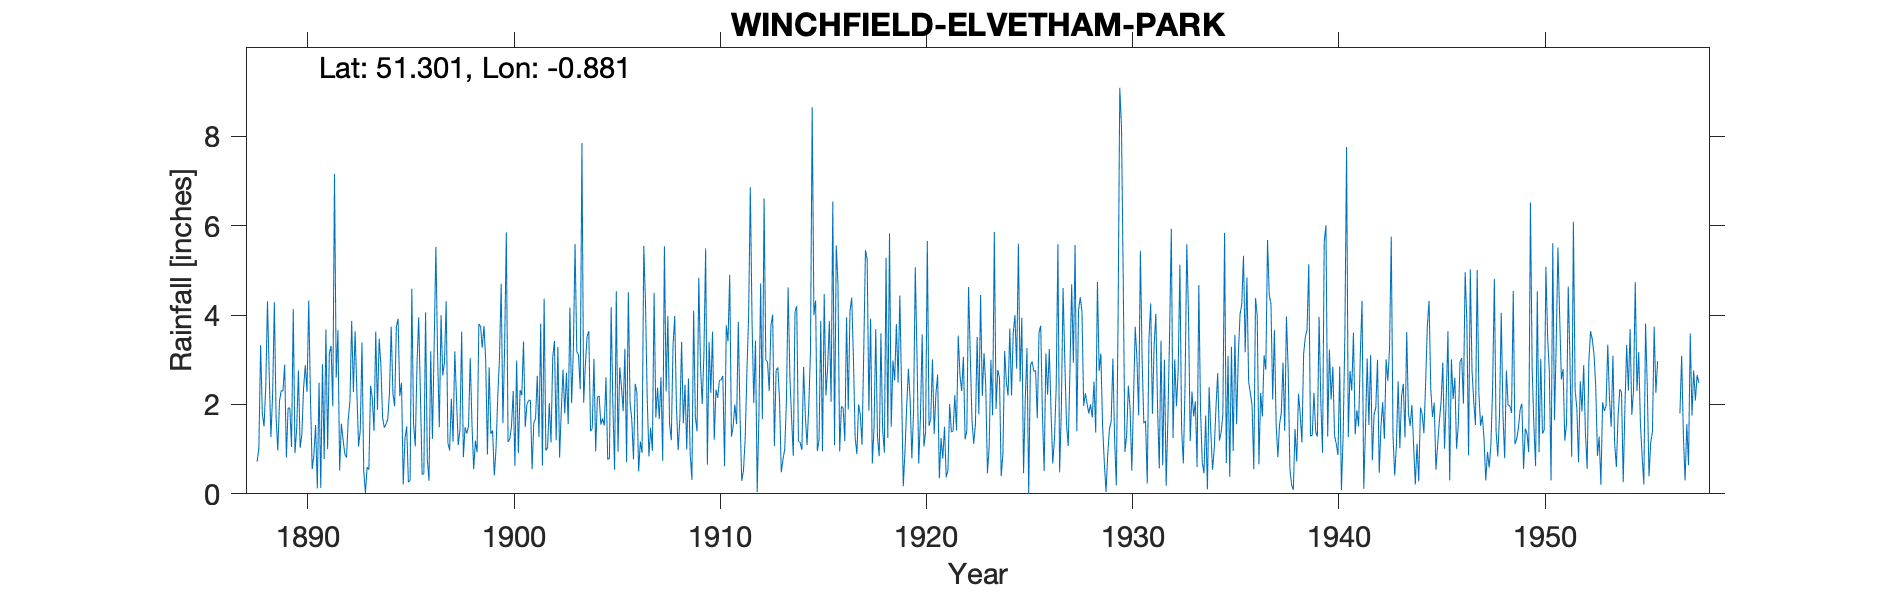 WINCHFIELD-ELVETHAM-PARK
Lat: 51.301, Lon: -0.881
Rainfall [inches]
8
6
4
2
0
1890 1900 1910 1920 1930 1940 1950
Year